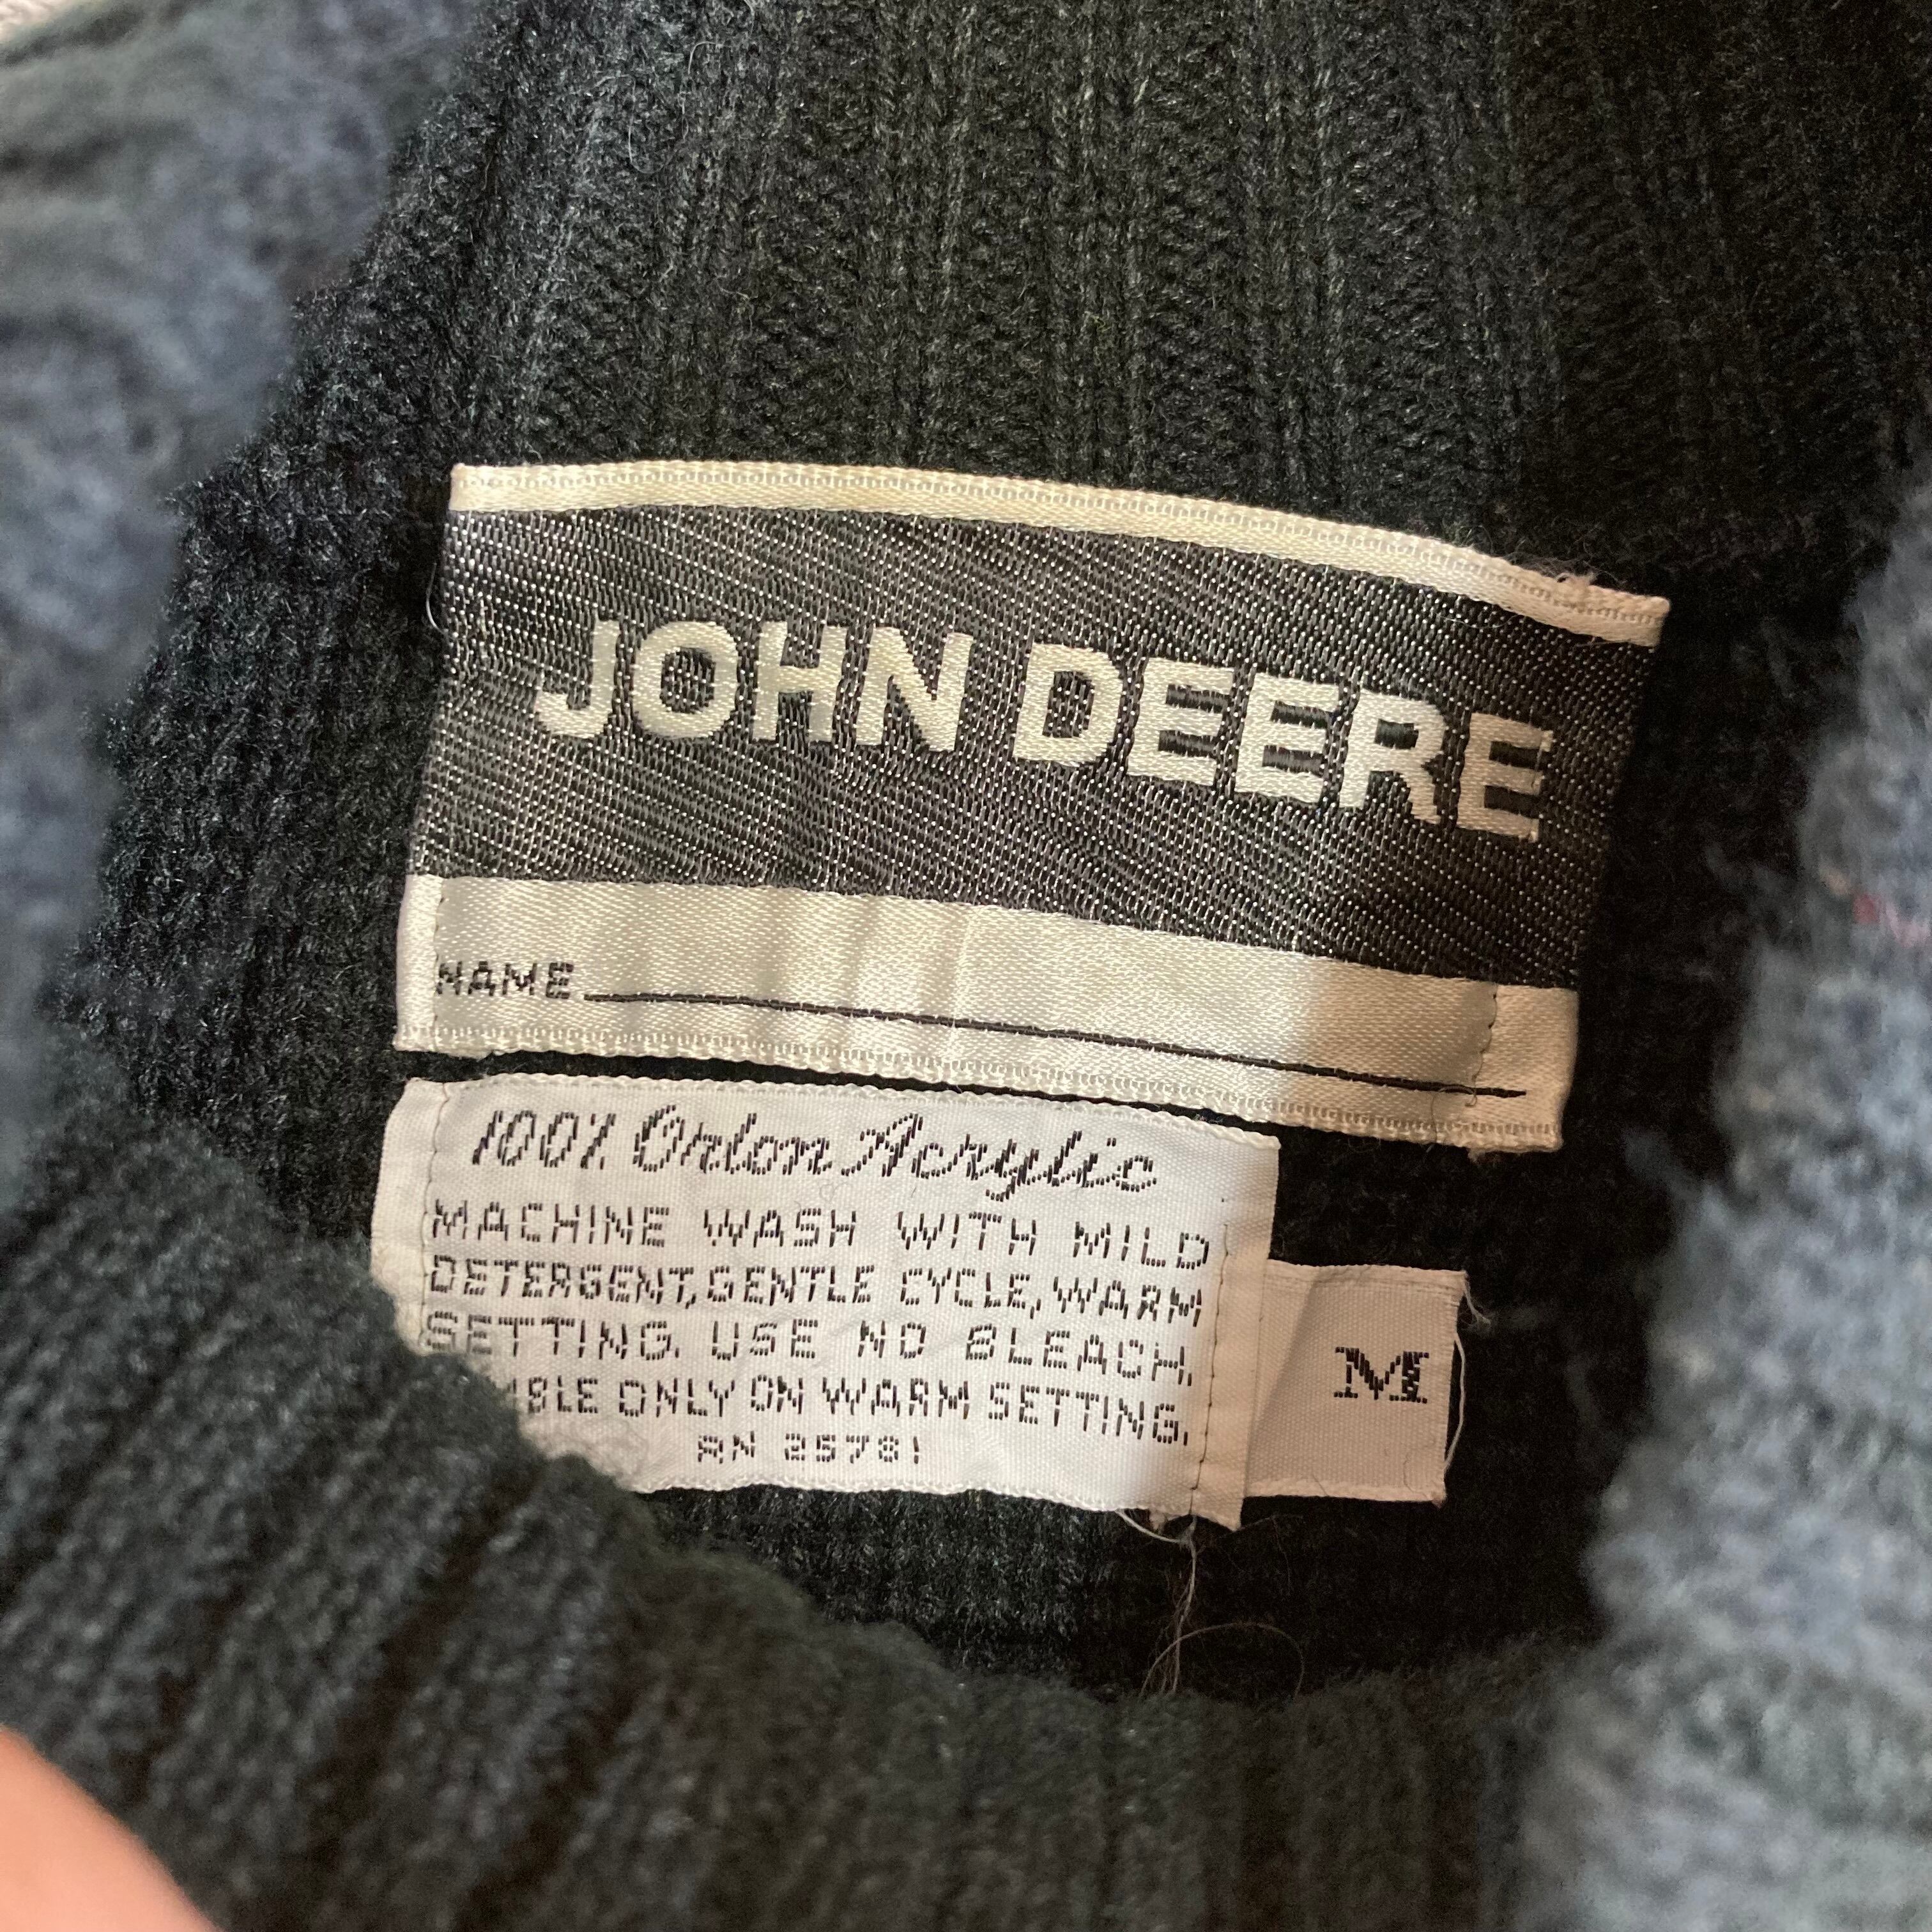 JOHN DEERE
NAME
100% Orlon Acrylic
MACHINE WASH WITH MILD
DETERGENT, GENTLE CYCLE, WARM
SETTING. USE NO BLEACH.
ONLY ON WARM SETTING.
RN 25781
M